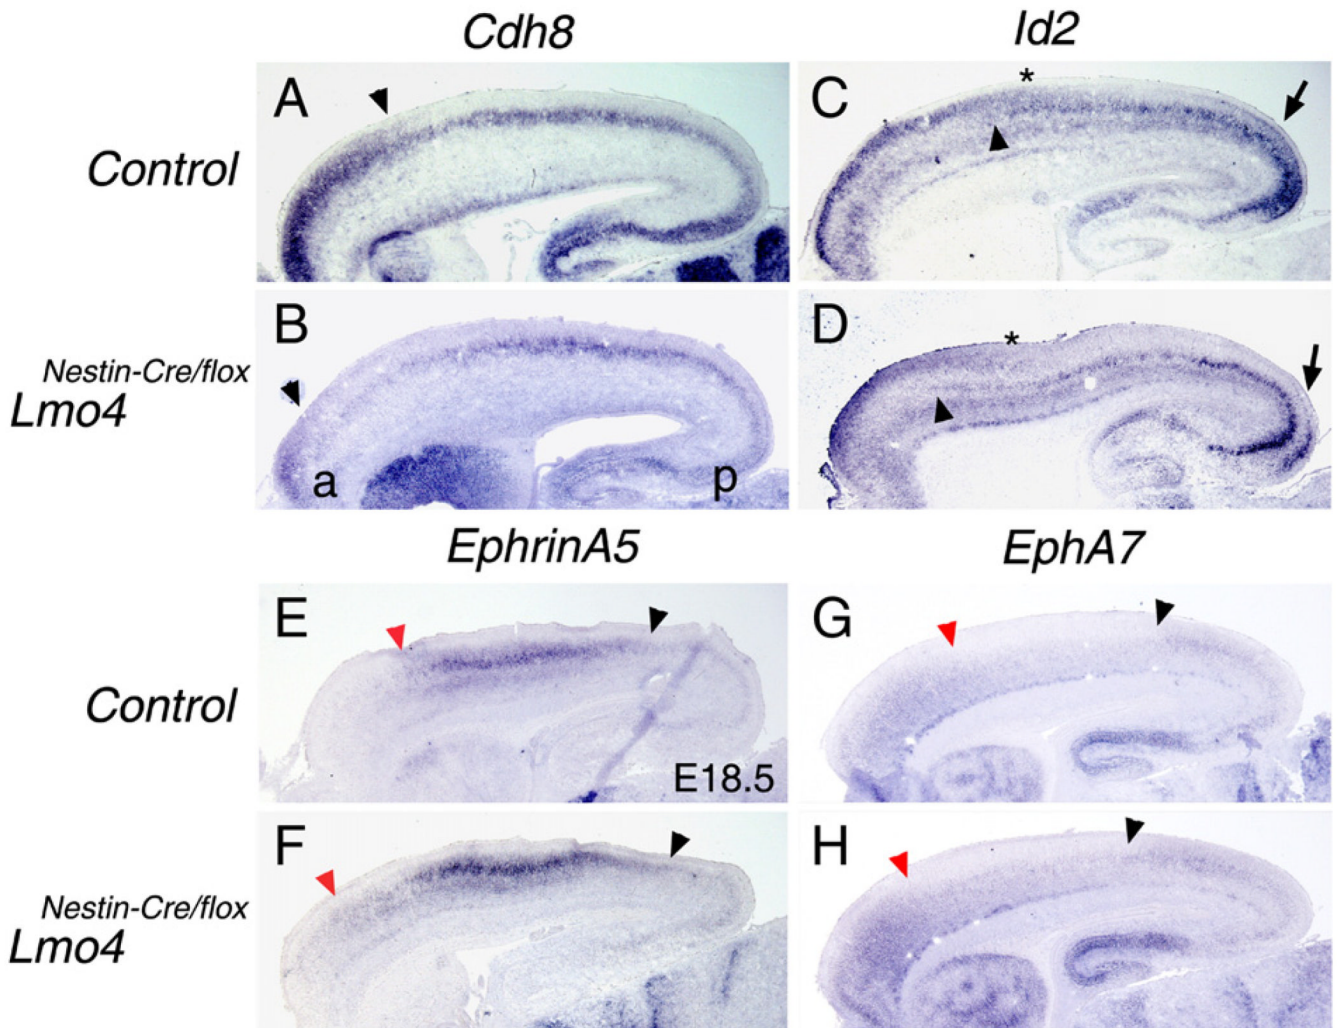 Cdh8
Id2
A
*
C
Control
B
a
p
D
*
Nestin-Cre/flox
Lmo4
EphrinA5
EphA7
E
E18.5
G
Control
F
H
Nestin-Cre/flox
Lmo4